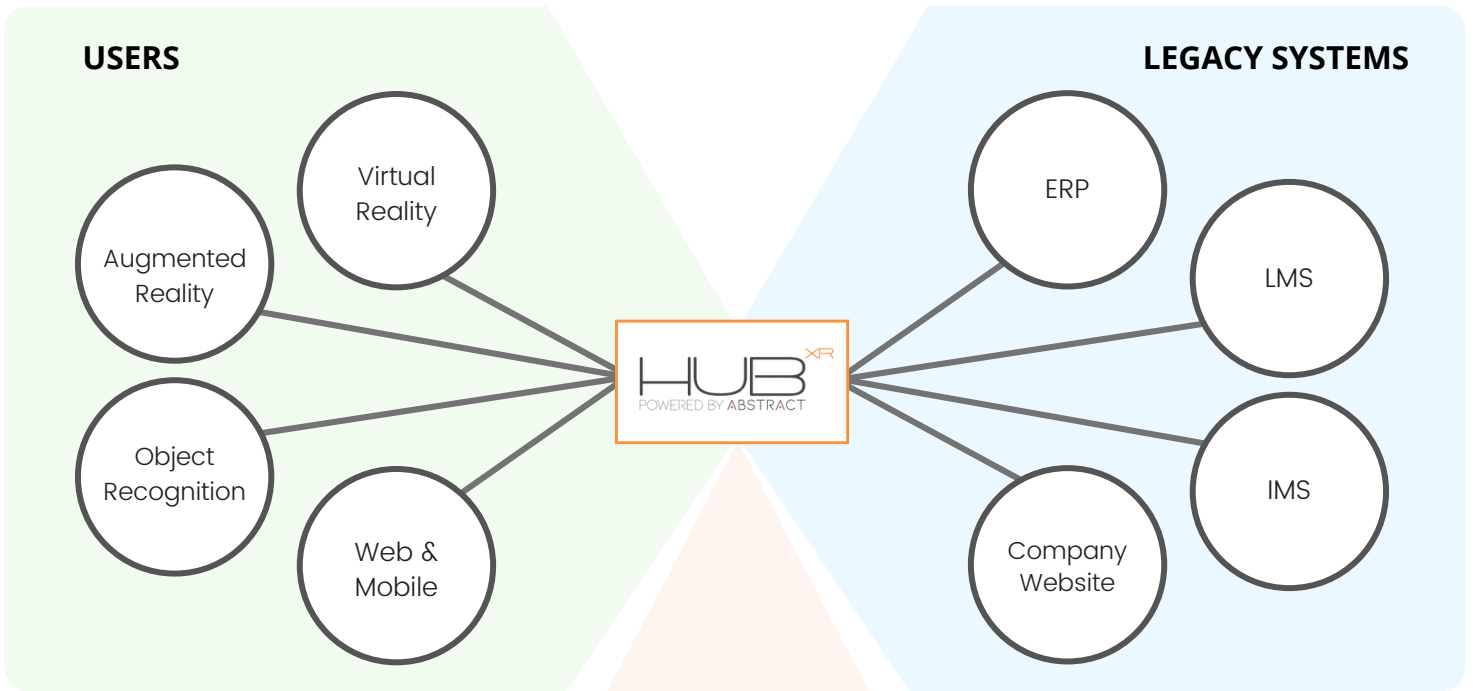 USERS
LEGACY SYSTEMS
Virtual
Reality
Augmented
Reality
Object
Recognition
Web &
Mobile
HUB XR
POWERED BY ABSTRACT
ERP
LMS
IMS
Company
Website